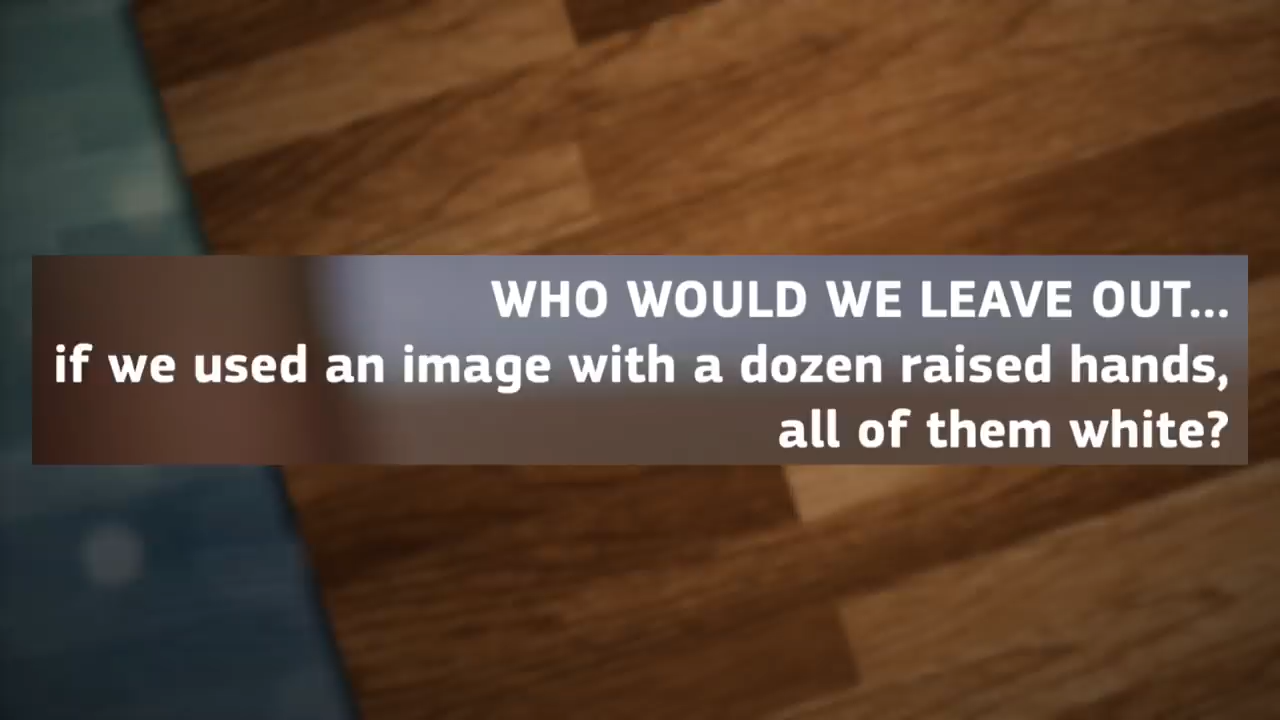 WHO WOULD WE LEAVE OUT...
if we used an image with a dozen raised hands,
all of them white?